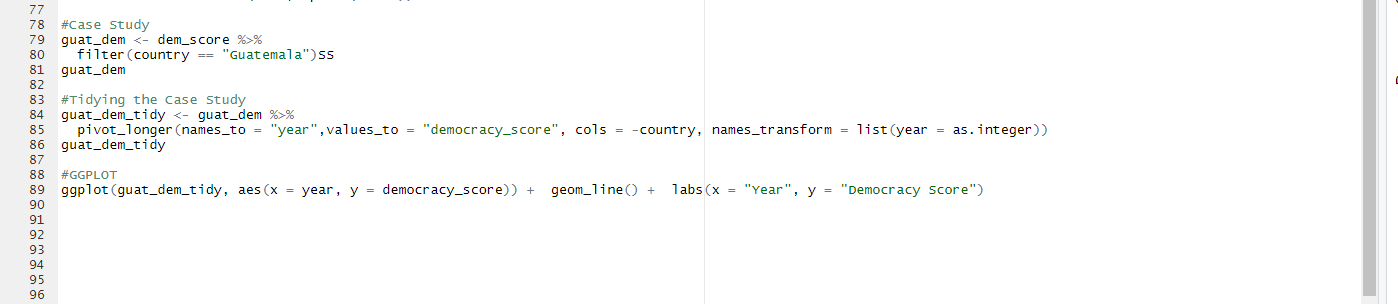 77
78 #Case Study
79 guat_dem <- dem_score %>%
80   filter(country == "Guatemala")SS
81 guat_dem
82
83 #Tidying the Case Study
84 guat_dem_tidy <- guat_dem %>%
85   pivot_longer(names_to = "year",values_to = "democracy_score", cols = -country, names_transform = list(year = as.integer))
86 guat_dem_tidy
87
88 #GGPLOT
89 ggplot(guat_dem_tidy, aes(x = year, y = democracy_score)) +  geom_line() +  labs(x = "Year", y = "Democracy Score")
90
91
92
93
94
95
96